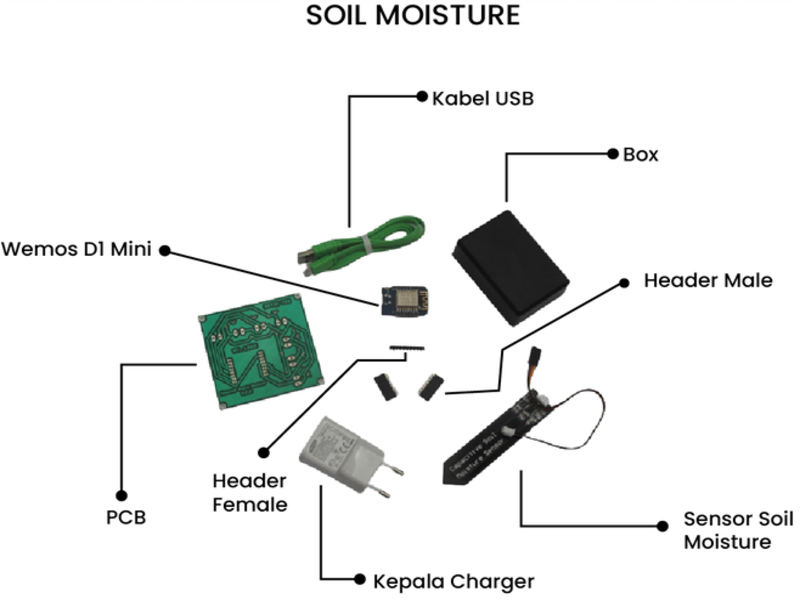 SOIL MOISTURE
Kabel USB
Box
Wemos D1 Mini
Header Male
Capacitive Soil
Moisture Sensor
Header
Female
PCB
Sensor Soil
Moisture
Kepala Charger